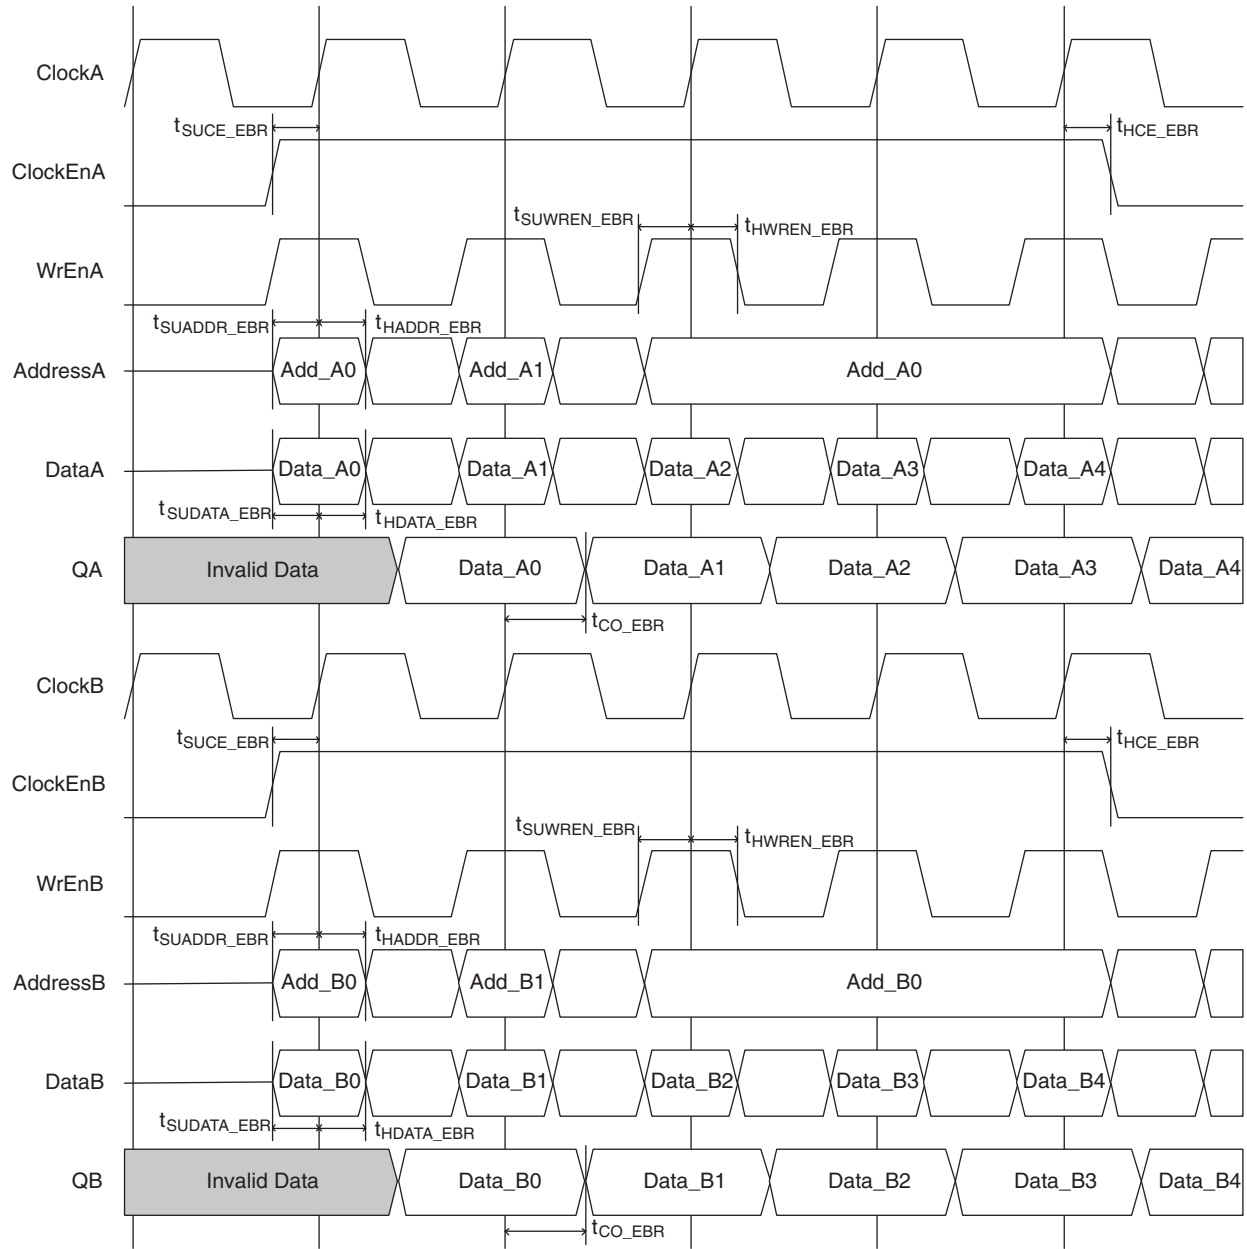 ClockA
tSUCE_EBR tHCE_EBR
ClockEnA
tSUWREN_EBR tHWREN_EBR
WrEnA
tSUADDR_EBR tHADDR_EBR
AddressA Add_A0 Add_A1 Add_A0
DataA Data_A0 Data_A1 Data_A2 Data_A3 Data_A4
tSUDATA_EBR tHDATA_EBR
QA Invalid Data Data_A0 Data_A1 Data_A2 Data_A3 Data_A4
tCO_EBR
ClockB
tSUCE_EBR tHCE_EBR
ClockEnB
tSUWREN_EBR tHWREN_EBR
WrEnB
tSUADDR_EBR tHADDR_EBR
AddressB Add_B0 Add_B1 Add_B0
DataB Data_B0 Data_B1 Data_B2 Data_B3 Data_B4
tSUDATA_EBR tHDATA_EBR
QB Invalid Data Data_B0 Data_B1 Data_B2 Data_B3 Data_B4
tCO_EBR